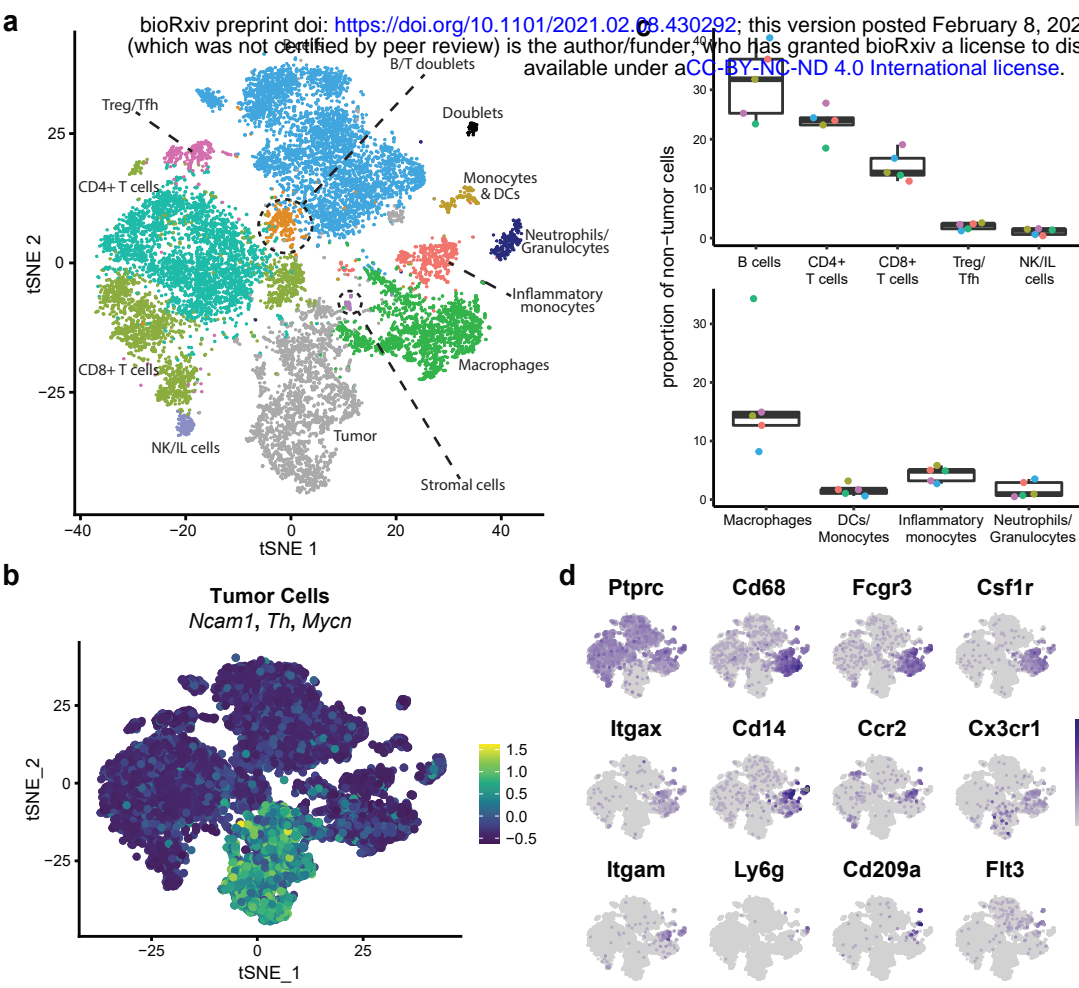 a
bioRxiv preprint doi: https://doi.org/10.1101/2021.02.08.430292; this version posted February 8, 202
(which was not certified by peer review) is the author/funder, who has granted bioRxiv a license to dis
available under aCC-BY-NC-ND 4.0 International license.
B cells
B/T doublets
Treg/Tfh
Doublets
CD4+ T cells
Monocytes
& DCs
Neutrophils/
Granulocytes
Inflammatory
monocytes
Macrophages
CD8+ T cells
NK/IL cells
Tumor
Stromal cells
25
0
−25
tSNE 2
−40
−20
0
20
40
tSNE 1
c
40
30
20
10
0
B cells
CD4+
T cells
CD8+
T cells
Treg/
Tfh
NK/IL
cells
proportion of non−tumor cells
30
20
10
0
Macrophages
DCs/
Monocytes
Inflammatory
monocytes
Neutrophils/
Granulocytes
b
Tumor Cells
Ncam1, Th, Mycn
25
0
−25
tSNE_2
−25
0
25
tSNE_1
1.5
1.0
0.5
0.0
−0.5
d
Ptprc
Cd68
Fcgr3
Csf1r
Itgax
Cd14
Ccr2
Cx3cr1
Itgam
Ly6g
Cd209a
Flt3